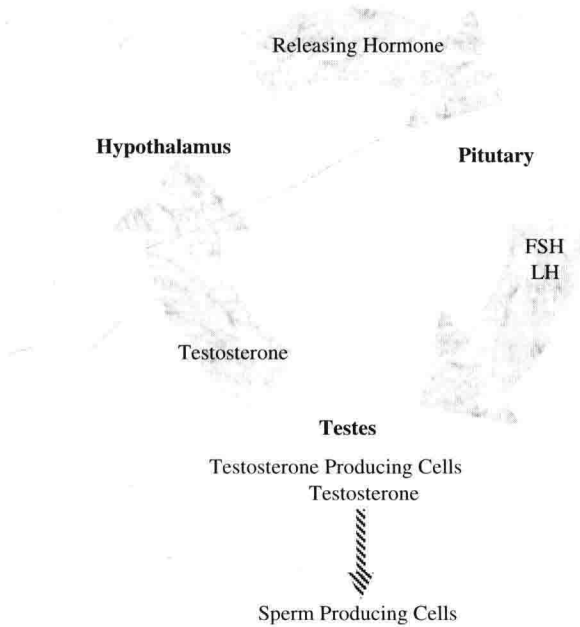 Releasing Hormone
Hypothalamus
Pitutary
FSH
LH
Testosterone
Testes
Testosterone Producing Cells
Testosterone
Sperm Producing Cells